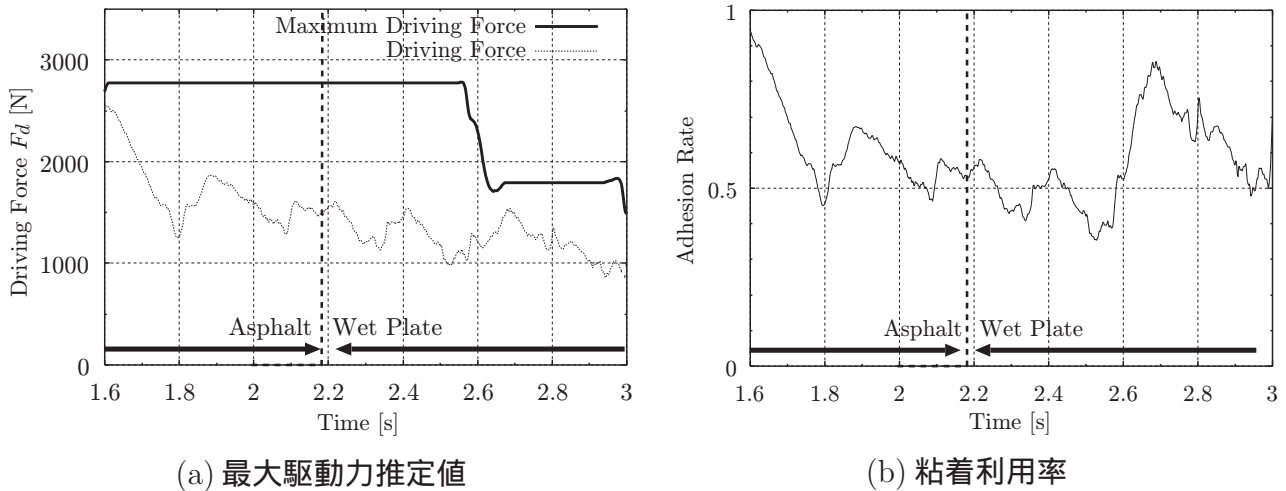 Maximum Driving Force
Driving Force
3000
2000
1000
0
Driving Force Fd [N]
Asphalt
Wet Plate
1.6 1.8 2 2.2 2.4 2.6 2.8 3
Time [s]
(a) 最大駆動力推定値
1
0.5
0
Adhesion Rate
Asphalt
Wet Plate
1.6 1.8 2 2.2 2.4 2.6 2.8 3
Time [s]
(b) 粘着利用率